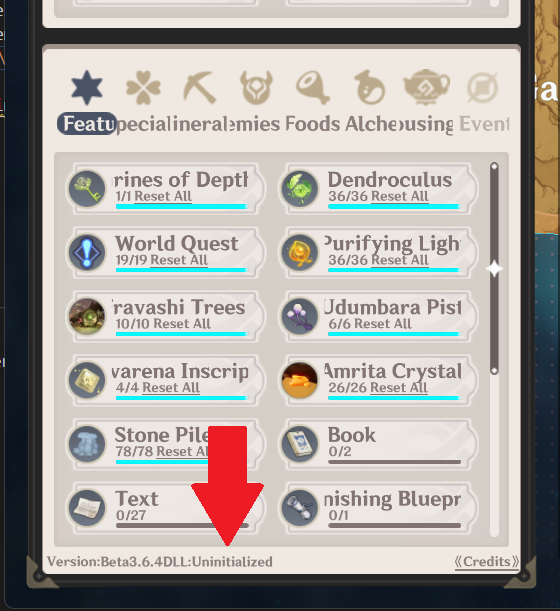 Featu pecial ineral emies Foods Alche ousing Event
rines of Depth Dendroculus
1/1 Reset All 36/36 Reset All
World Quest Purifying Ligh
19/19 Reset All 36/36 Reset All
ravashi Trees Udumbara Pist
10/10 Reset All 6/6 Reset All
varena Inscrip Amrita Crystal
4/4 Reset All 26/26 Reset All
Stone Pile Book
78/78 Reset Al 0/2
Text nishing Bluepr
0/27 0/1
Version:Beta3.6.4DLL:Uninitialized 《Credits》